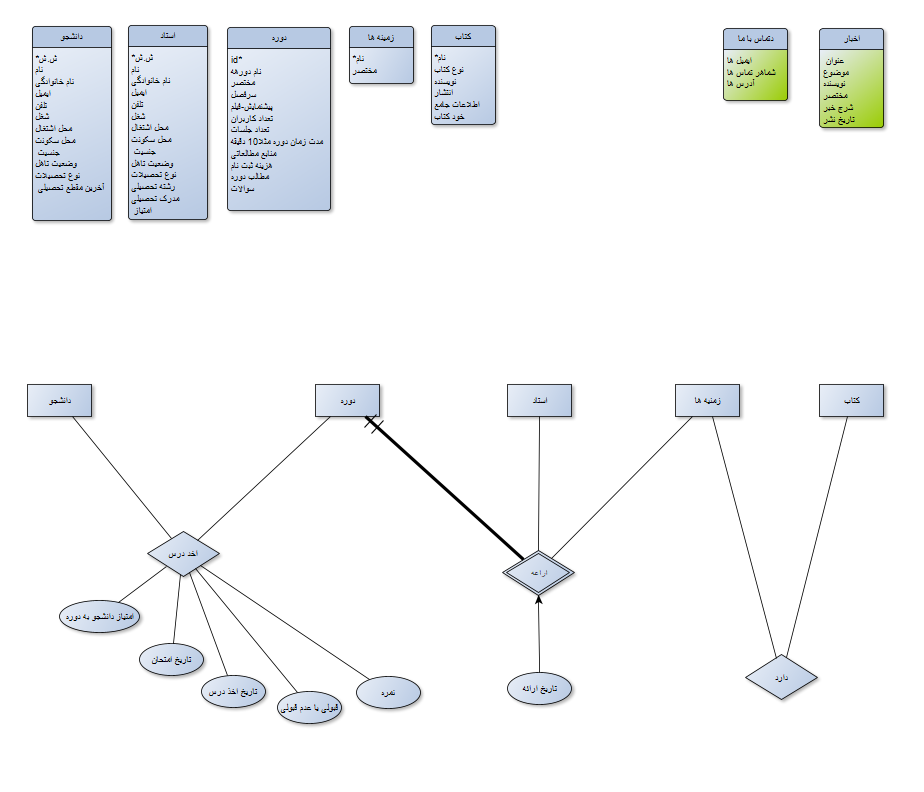 دانشجو
*ش.ش
نام
نام خانوادگی
ایمیل
تلفن
شغل
محل اشتغال
محل سکونت
جنسیت
وضعیت تاهل
نوع تحصیلات
آخرین مقطع تحصیلی
استاد
*ش.ش
نام
نام خانوادگی
ایمیل
تلفن
شغل
محل اشتغال
محل سکونت
جنسیت
وضعیت تاهل
نوع تحصیلات
رشته تحصیلی
مدرک تحصیلی
امتیاز
دوره
id*
نام دورهه
مختصر
سرفصل
پیشنمایش-فیلم
تعداد کاربران
تعداد جلسات
مدت زمان دوره مثلا10 دقیقه
منابع مطالعاتی
هزینه ثبت نام
مطالب دوره
سوالات
زمینه ها
*نام
مختصر
کتاب
*نام
نوع کتاب
نویسنده
انتشار
اطلاعات جامع
خود کتاب
دتماس با ما
ایمیل ها
شماهر تماس ها
آدرس ها
اخبار
عنوان
موضوع
نویسنده
مختصر
شرح خبر
تاریخ نشر
دانشجو
دوره
استاد
زمنیه ها
کتاب
اخد درس
اراعه
دارد
امتیاز دانشجو به دوره
تاریخ امتحان
تاریخ اخذ درس
قبولی یا عدم قبولی
نمره
تاریخ ارائه